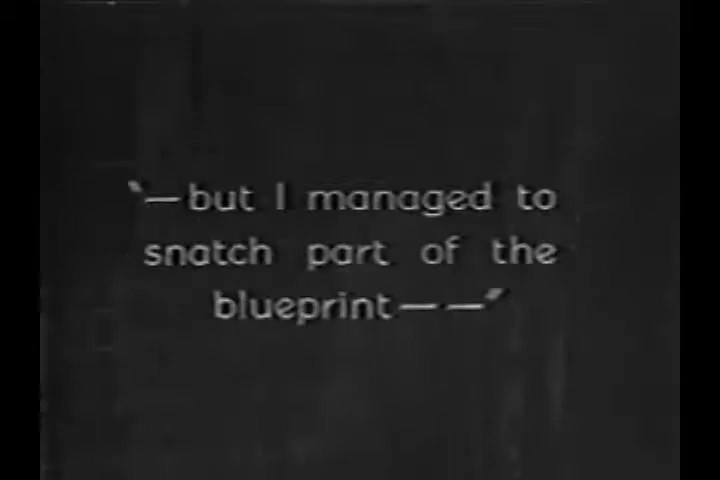 "—but I managed to
snatch part of the
blueprint— —"